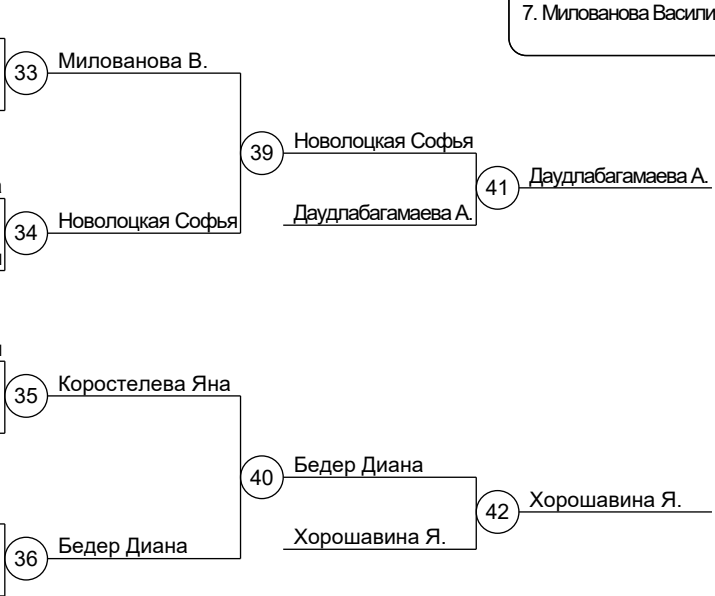 7. Милованова Васили
33
Милованова В.
39
Новолоцкая Софья
41
Даудлабагамаева А.
34
Новолоцкая Софья
Даудлабагамаева А.
35
Коростелева Яна
40
Бедер Диана
42
Хорошавина Я.
36
Бедер Диана
Хорошавина Я.